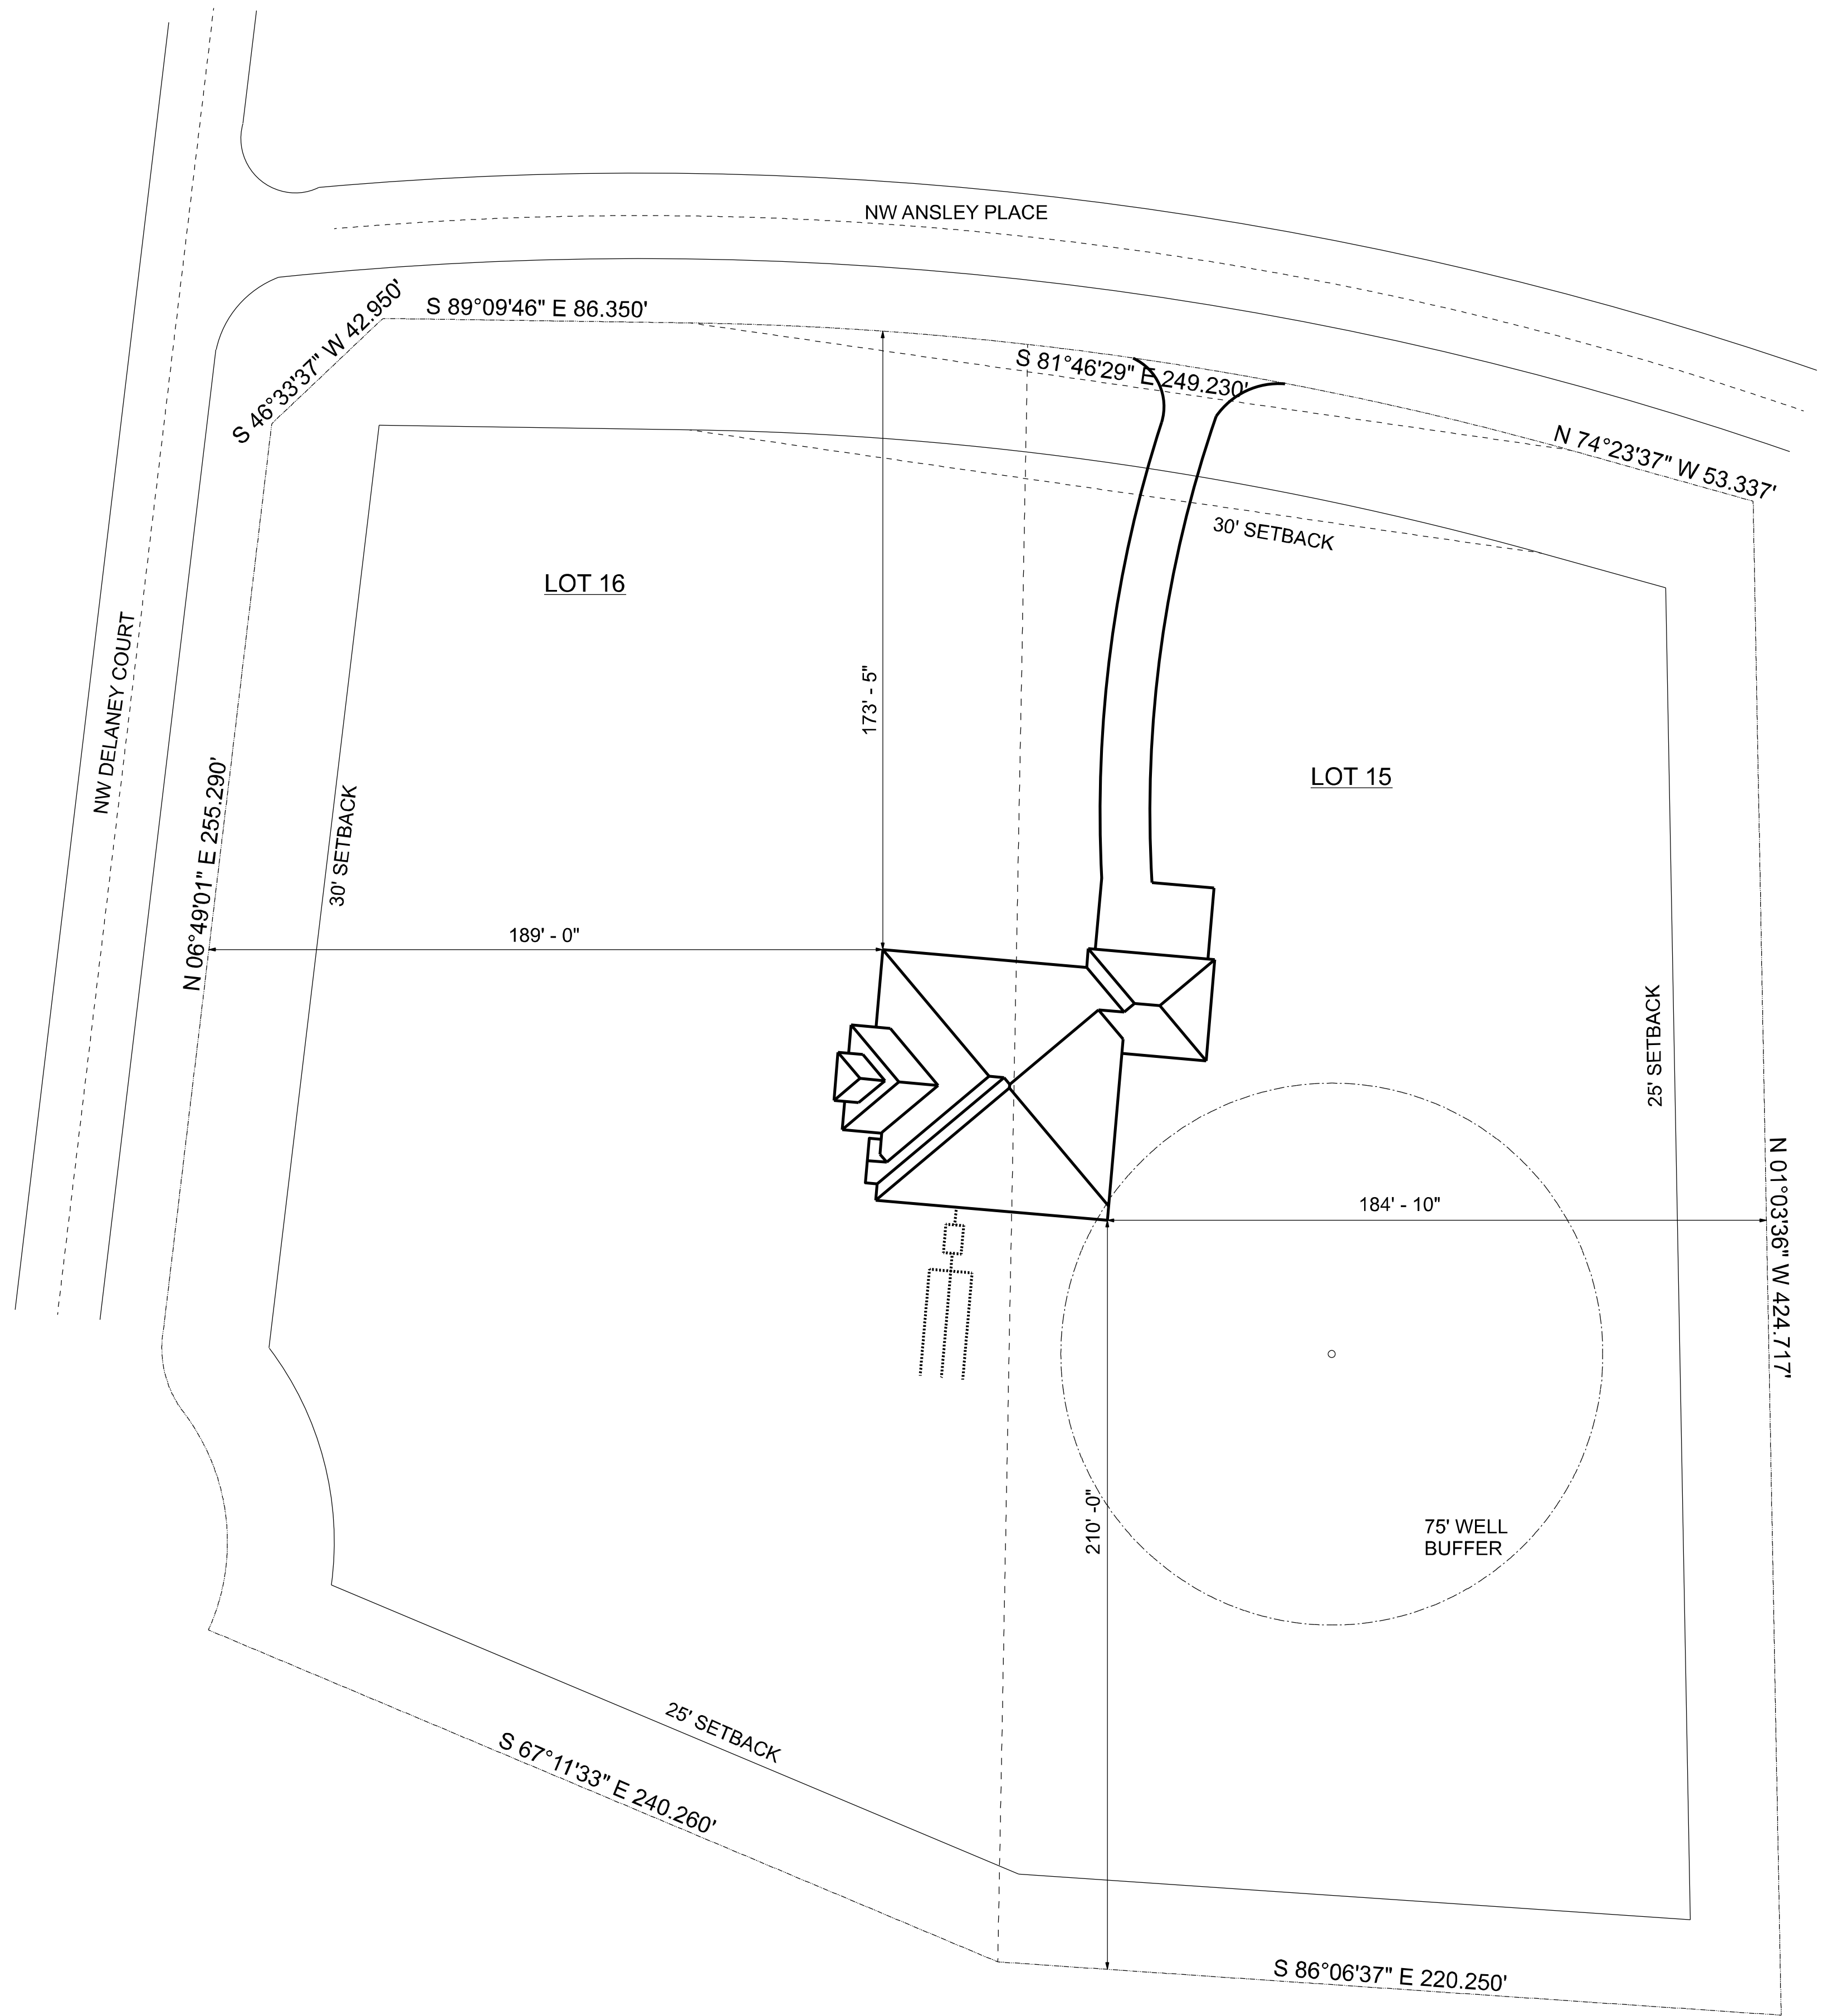 NW ANSLEY PLACE
S 46°33'37" W 42.950'
S 89°09'46" E 86.350'
S 81°46'29" E 249.230'
N 74°23'37" W 53.337'
30' SETBACK
LOT 16
NW DELANEY COURT
173' - 5"
LOT 15
N 06°49'01" E 255.290'
30' SETBACK
189' - 0"
25' SETBACK
184' - 10"
N 01°03'36" W 424.717'
210' -0"
75' WELL
BUFFER
25' SETBACK
S 67°11'33" E 240.260'
S 86°06'37" E 220.250'